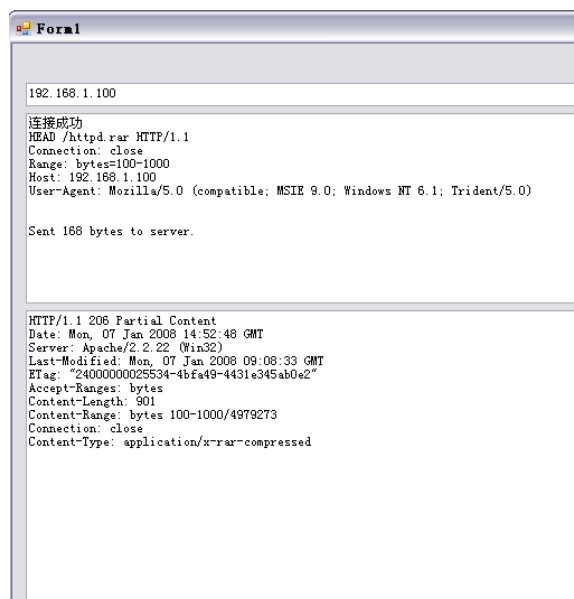 Form1
192.168.1.100
连接成功
HEAD /httpd.rar HTTP/1.1
Connection: close
Range: bytes=100-1000
Host: 192.168.1.100
User-Agent: Mozilla/5.0 (compatible; MSIE 9.0; Windows NT 6.1; Trident/5.0)
Sent 168 bytes to server.
HTTP/1.1 206 Partial Content
Date: Mon, 07 Jan 2008 14:52:48 GMT
Server: Apache/2.2.22 (Win32)
Last-Modified: Mon, 07 Jan 2008 09:08:33 GMT
ETag: "24000000025534-4bfa49-4431e345ab0e2"
Accept-Ranges: bytes
Content-Length: 901
Content-Range: bytes 100-1000/4979273
Connection: close
Content-Type: application/x-rar-compressed